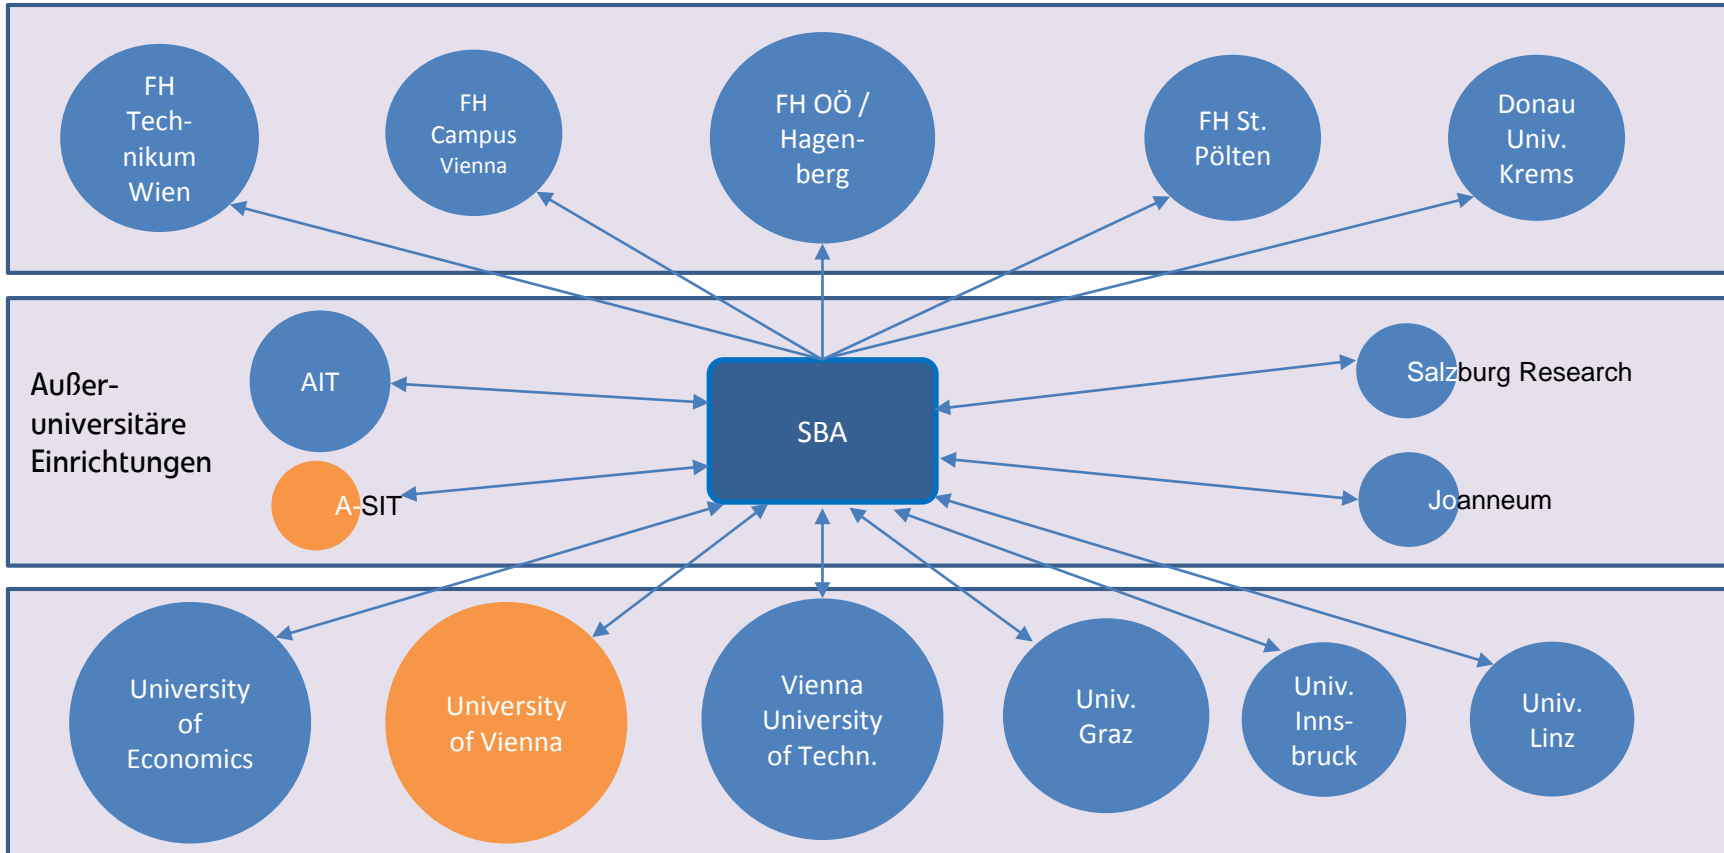 FH
Tech-
nikum
Wien
FH
Campus
Vienna
FH OÖ /
Hagen-
berg
FH St.
Pölten
Donau
Univ.
Krems
Außer-
universitäre
Einrichtungen
AIT
A-SIT
SBA
Salzburg Research
Joanneum
University
of
Economics
University
of Vienna
Vienna
University
of Techn.
Univ.
Graz
Univ.
Inns-
bruck
Univ.
Linz